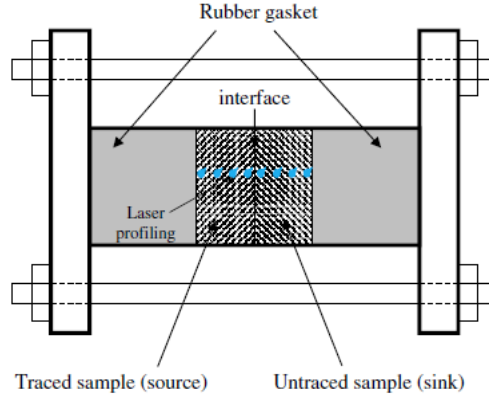 Rubber gasket
interface
Laser
profiling
Traced sample (source)
Untraced sample (sink)